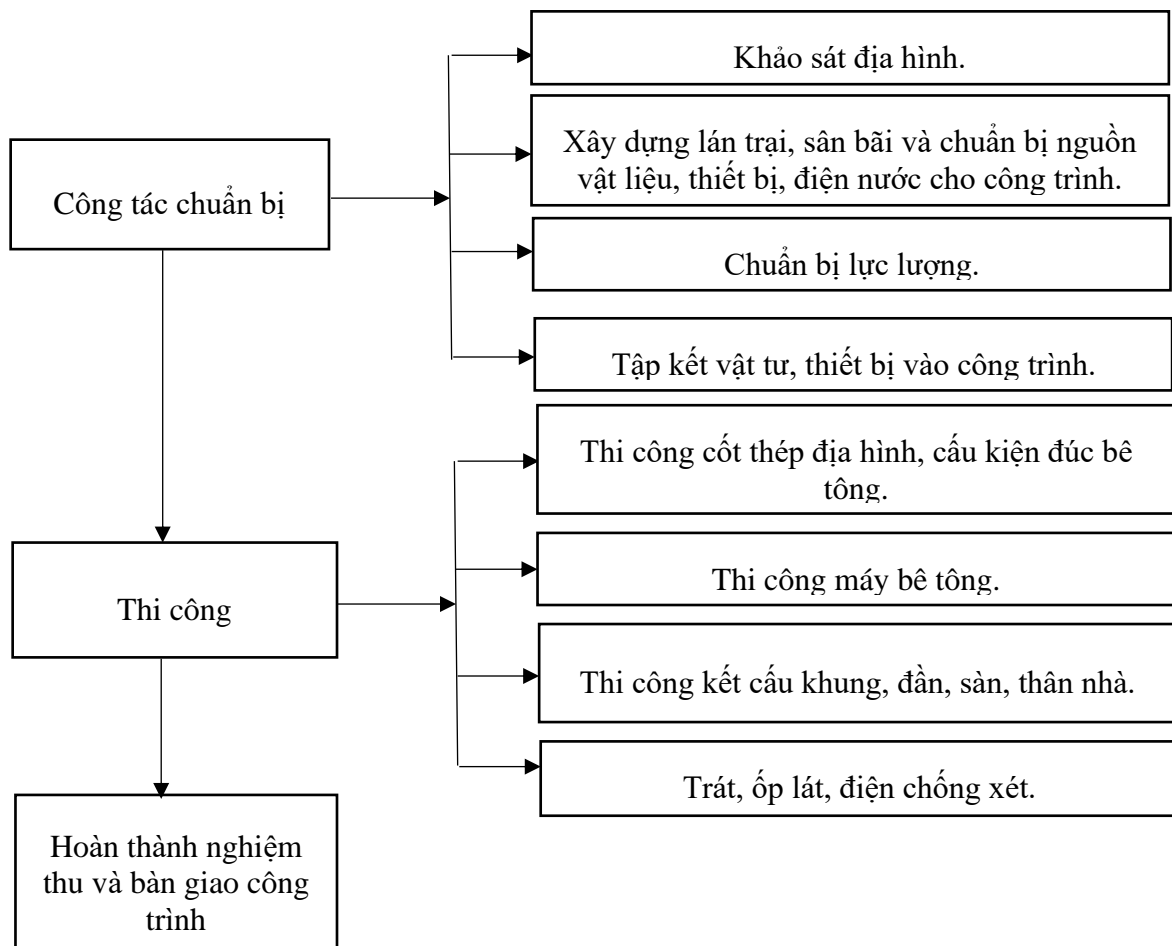 Khảo sát địa hình.
Xây dựng lán trại, sân bãi và chuẩn bị nguồn
vật liệu, thiết bị, điện nước cho công trình.
Công tác chuẩn bị
Chuẩn bị lực lượng.
Tập kết vật tư, thiết bị vào công trình.
Thi công cốt thép địa hình, cấu kiện đúc bê
tông.
Thi công máy bê tông.
Thi công
Thi công kết cấu khung, đần, sàn, thân nhà.
Trát, ốp lát, điện chống xét.
Hoàn thành nghiệm
thu và bàn giao công
trình